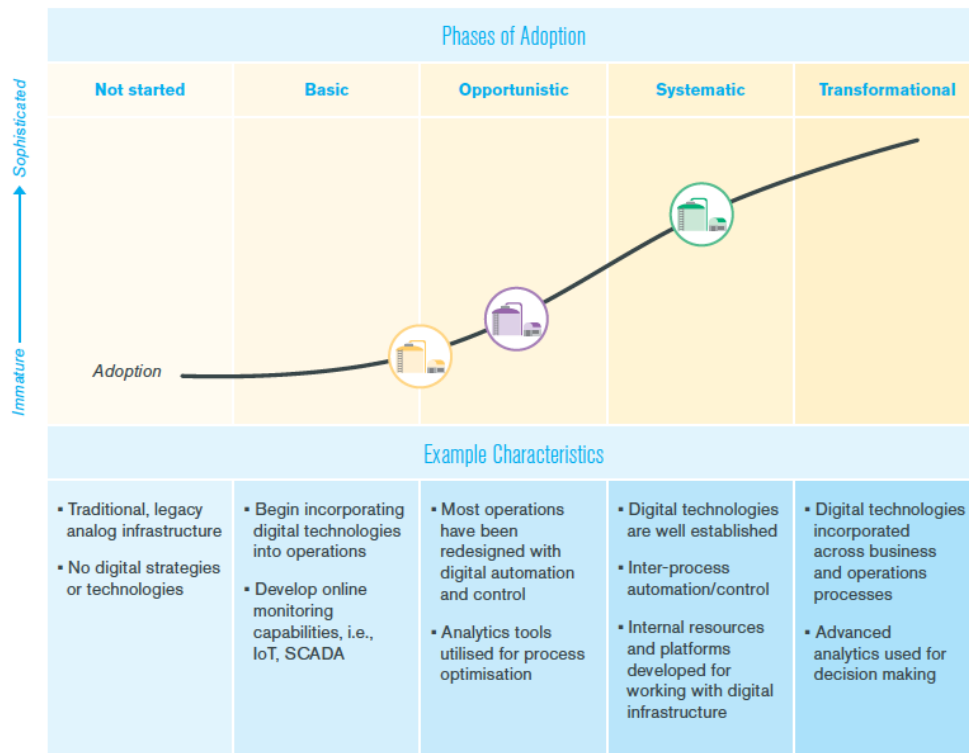 Phases of Adoption
Not started
Basic
Opportunistic
Systematic
Transformational
Sophisticated
Immature
Adoption
Example Characteristics
▪ Traditional, legacy
analog infrastructure
▪ No digital strategies
or technologies
▪ Begin incorporating
digital technologies
into operations
▪ Develop online
monitoring
capabilities, i.e.,
IoT, SCADA
▪ Most operations
have been
redesigned with
digital automation
and control
▪ Analytics tools
utilised for process
optimisation
▪ Digital technologies
are well established
▪ Inter-process
automation/control
▪ Internal resources
and platforms
developed for
working with digital
infrastructure
▪ Digital technologies
incorporated
across business
and operations
processes
▪ Advanced
analytics used for
decision making